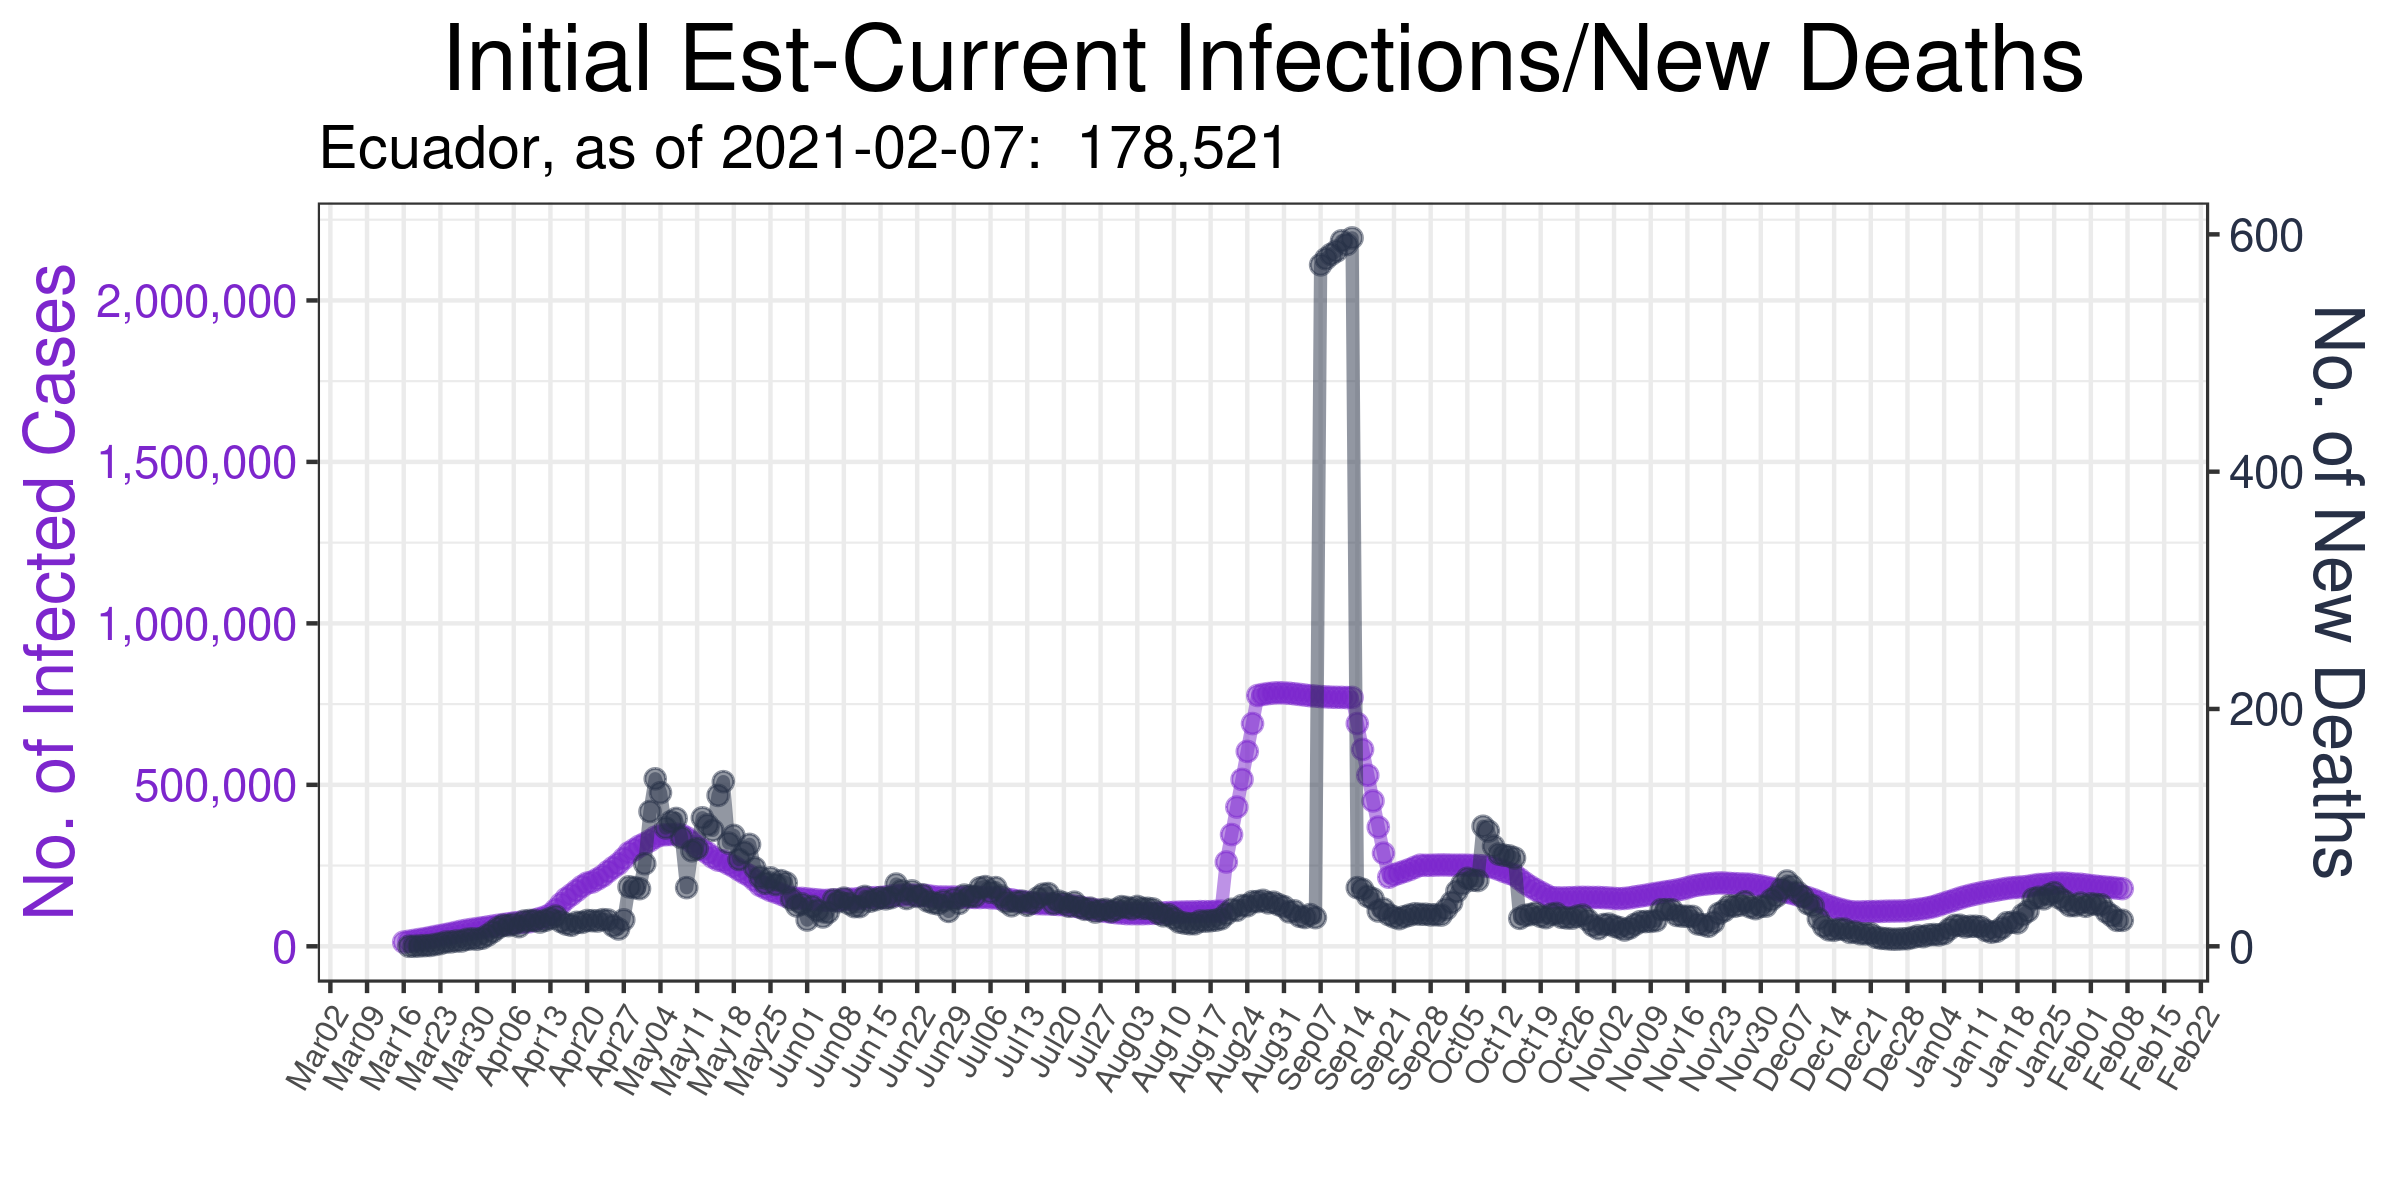 Initial Est-Current Infections/New Deaths
Ecuador, as of 2021-02-07:  178,521
No. of Infected Cases
2,000,000
1,500,000
1,000,000
500,000
0
600
400
200
0
No. of New Deaths
Mar02
Mar09
Mar16
Mar23
Mar30
Apr06
Apr13
Apr20
Apr27
May04
May11
May18
May25
Jun01
Jun08
Jun15
Jun22
Jun29
Jul06
Jul13
Jul20
Jul27
Aug03
Aug10
Aug17
Aug24
Aug31
Sep07
Sep14
Sep21
Sep28
Oct05
Oct12
Oct19
Oct26
Nov02
Nov09
Nov16
Nov23
Nov30
Dec07
Dec14
Dec21
Dec28
Jan04
Jan11
Jan18
Jan25
Feb01
Feb08
Feb15
Feb22